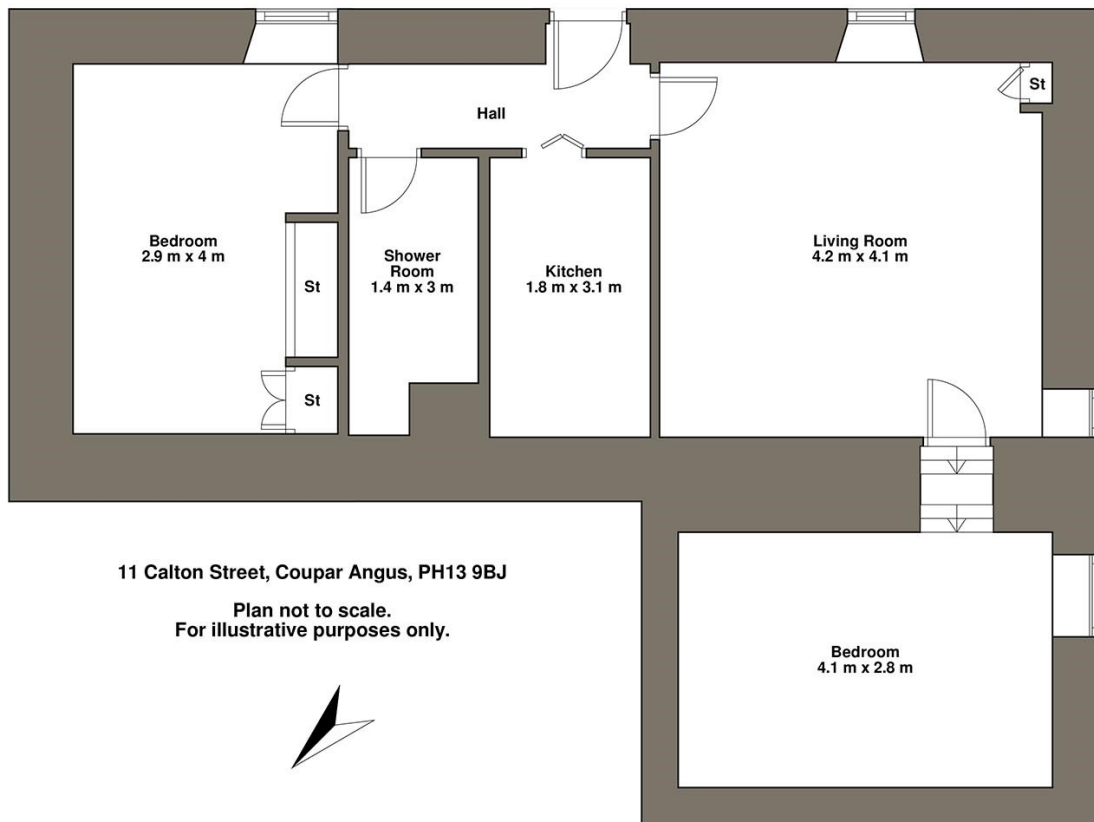 Hall
St
Bedroom
2.9 m x 4 m
Shower
Room
1.4 m x 3 m
Kitchen
1.8 m x 3.1 m
Living Room
4.2 m x 4.1 m
St
St
11 Calton Street, Coupar Angus, PH13 9BJ
Plan not to scale.
For illustrative purposes only.
Bedroom
4.1 m x 2.8 m